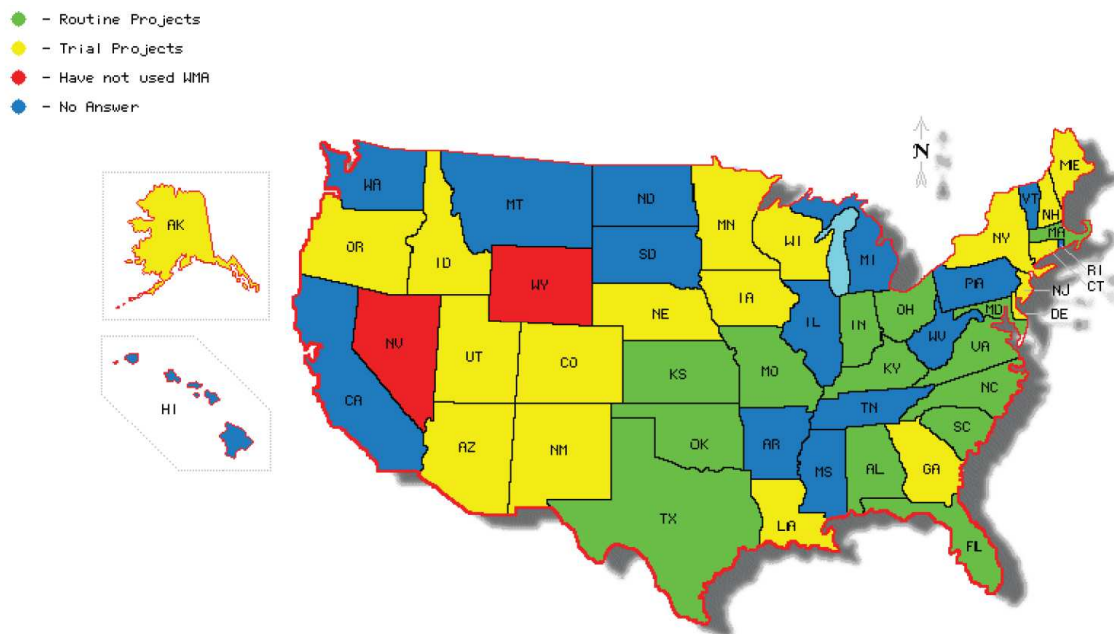 - Routine Projects
- Trial Projects
- Have not used WMA
- No Answer
N
ME
WA
VT
MT
ND
NH
AK
MN
MA
OR
NY
WI
ID
SD
MI
RI
WY
PA
CT
NJ
IA
NE
OH
MD
DE
IL
IN
NV
WV
UT
VA
CO
KY
KS
MO
NC
CA
HI
TN
SC
OK
AZ
AR
NM
AL
GA
MS
TX
LA
FL